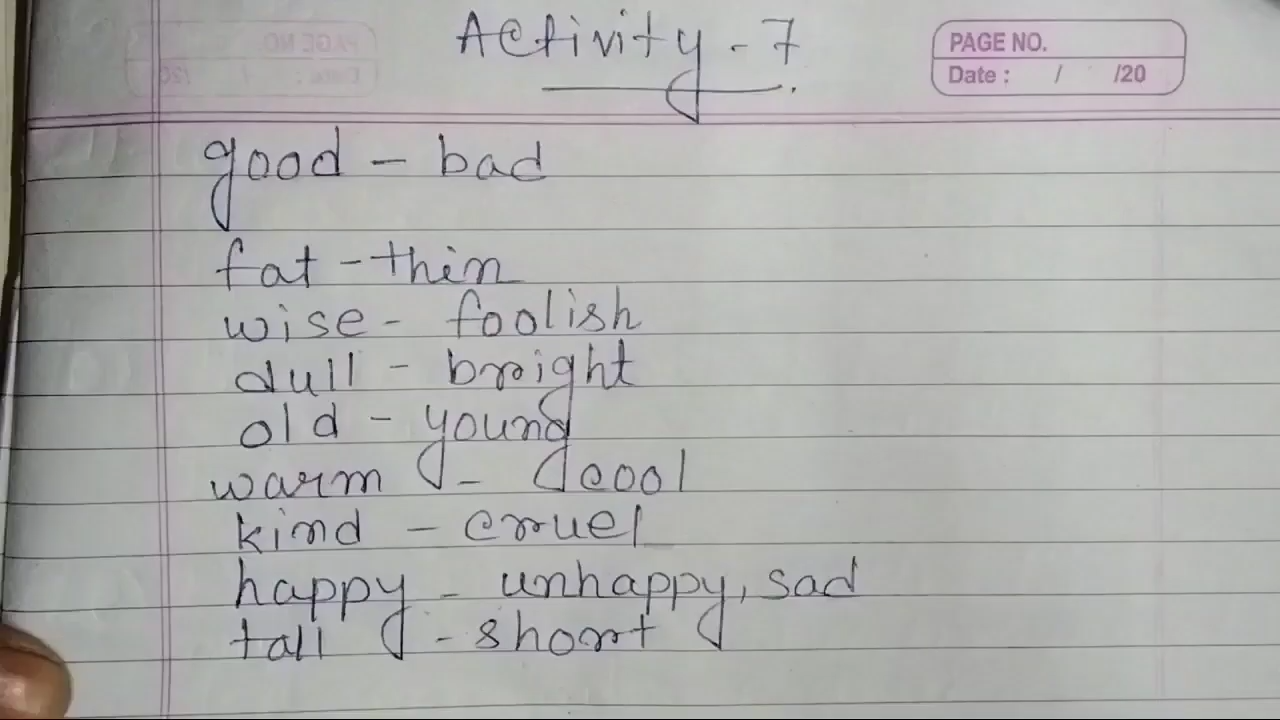 Activity - 7
PAGE NO.
Date : / /20
good - bad
fat - thin
wise - foolish
dull - bright
old - young
warm - cool
kind - cruel
happy - unhappy, sad
tall - short